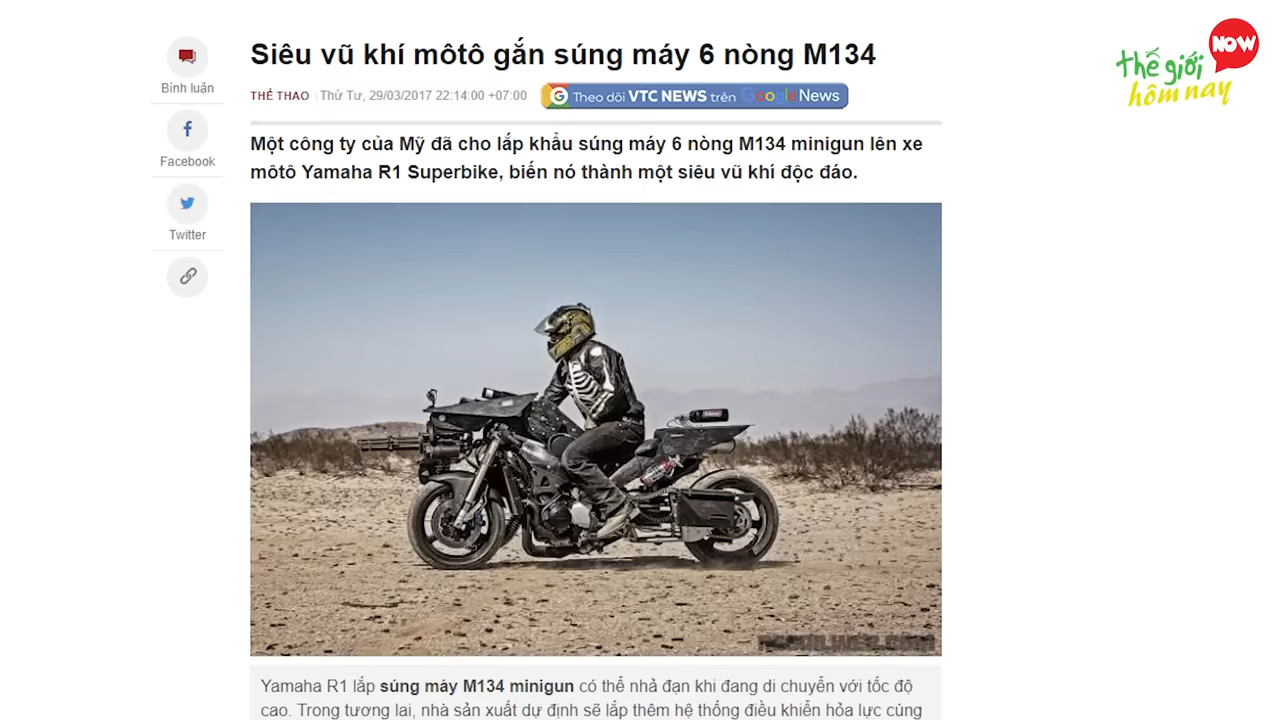 Siêu vũ khí môtô gắn súng máy 6 nòng M134
NOW
thế giới
hôm nay
Bình luận
THỂ THAO
Thứ Tư, 29/03/2017 22:14:00 +07:00
Theo dõi VTC NEWS trên Google News
Facebook
Một công ty của Mỹ đã cho lắp khẩu súng máy 6 nòng M134 minigun lên xe
môtô Yamaha R1 Superbike, biến nó thành một siêu vũ khí độc đáo.
Twitter
Yamaha R1 lắp súng máy M134 minigun có thể nhả đạn khi đang di chuyển với tốc độ
cao. Trong tương lai, nhà sản xuất dự định sẽ lắp thêm hệ thống điều khiển hỏa lực cùng